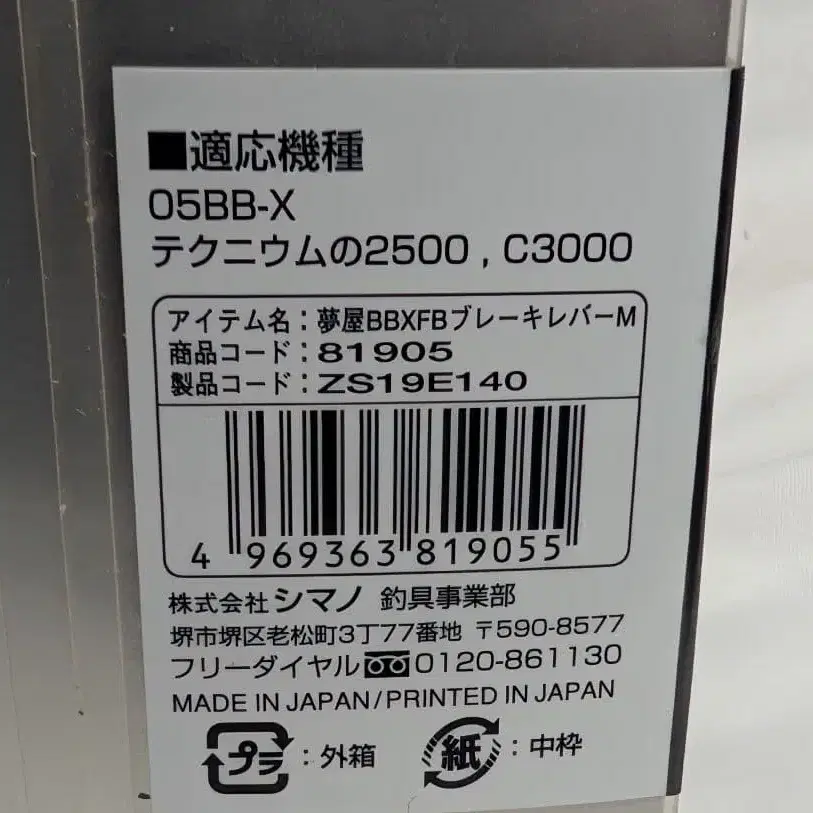 ■適応機種
05BB-X
テクニウムの2500 , C3000
アイテム名：夢屋BBXFBブレーキレバーM
商品コード：81905
製品コード：ZS19E140
4 969363 819055
株式会社 シマノ 釣具事業部
堺市堺区老松町3丁77番地 〒590-8577
フリーダイヤル 0120-861130
MADE IN JAPAN/PRINTED IN JAPAN
プラ：外箱 紙：中枠